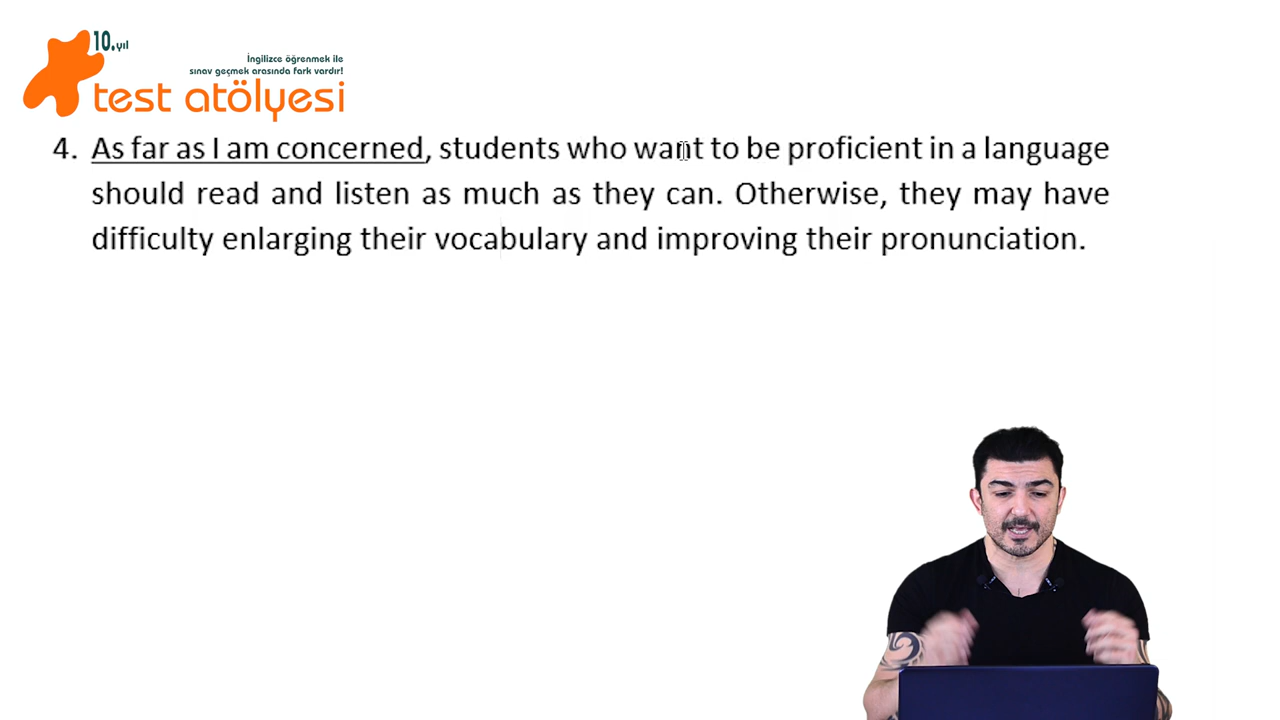 10.yıl
İngilizce öğrenmek ile
sınav geçmek arasında fark vardır!
test atölyesi
4. As far as I am concerned, students who want to be proficient in a language
should read and listen as much as they can. Otherwise, they may have
difficulty enlarging their vocabulary and improving their pronunciation.